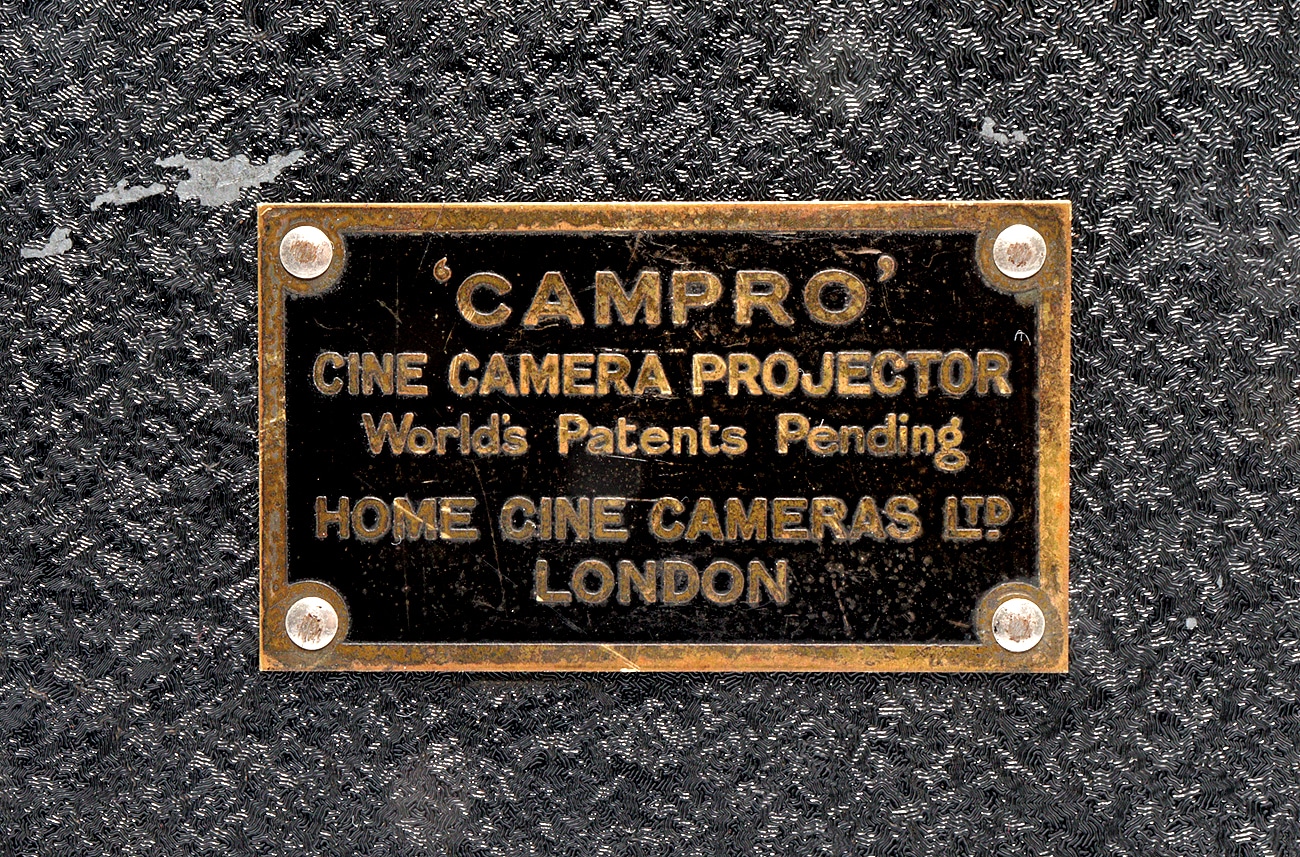 ‘CAMPRO’
CINE CAMERA PROJECTOR
World's Patents Pending
HOME CINE CAMERAS LTD
LONDON